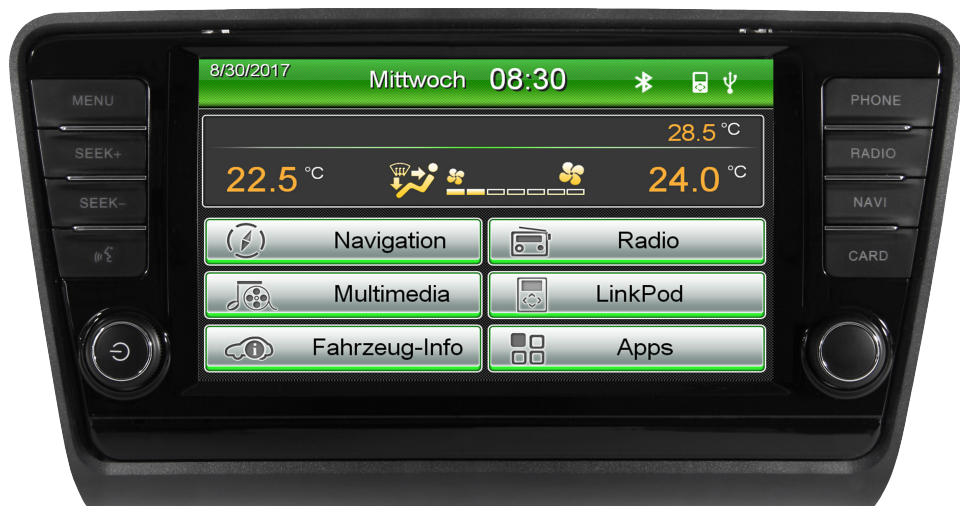 8/30/2017 Mittwoch 08:30
MENU
SEEK+
SEEK-
28.5 °C
22.5 °C
24.0 °C
Navigation
Radio
Multimedia
LinkPod
Fahrzeug-Info
Apps
PHONE
RADIO
NAVI
CARD